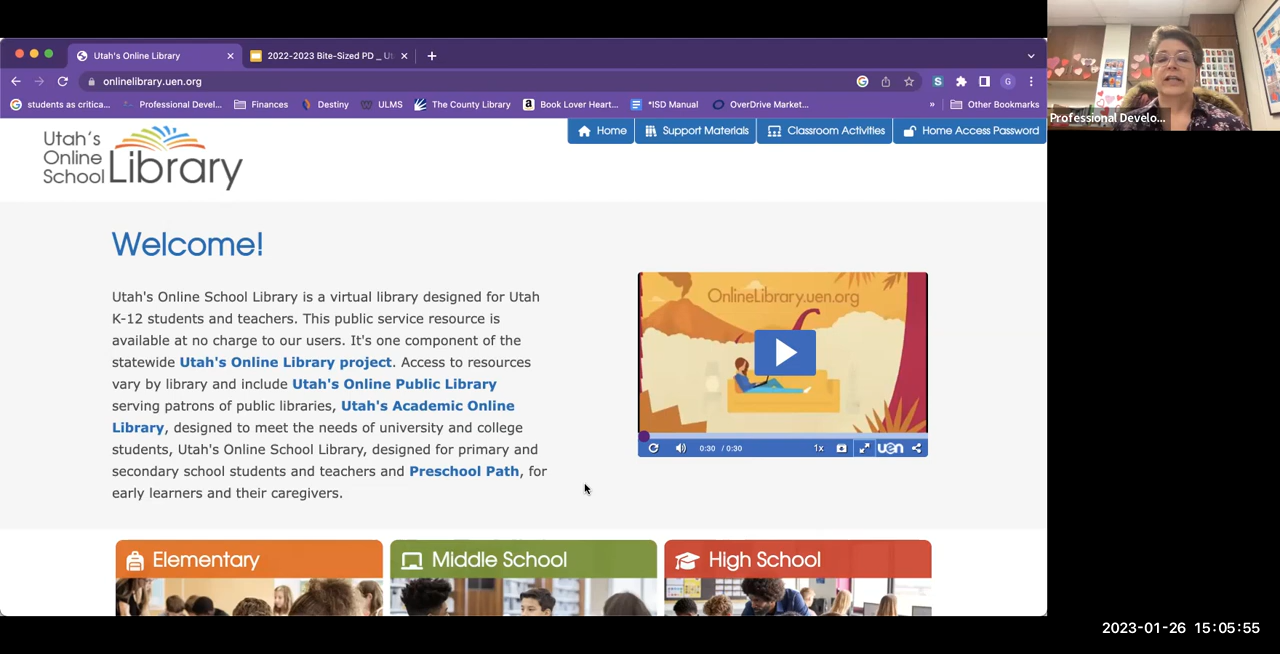 Utah's Online Library
2022-2023 Bite-Sized PD _ U
onlinelibrary.uen.org
G
students as critica...
Professional Devel...
Finances
Destiny
ULMS
The County Library
Book Lover Heart...
*ISD Manual
OverDrive Market...
»
Other Bookmarks
Professional Develo...
Utah's
Online
School Library
Home
Support Materials
Classroom Activities
Home Access Password
Welcome!
Utah's Online School Library is a virtual library designed for Utah
K-12 students and teachers. This public service resource is
available at no charge to our users. It's one component of the
statewide Utah's Online Library project. Access to resources
vary by library and include Utah's Online Public Library
serving patrons of public libraries, Utah's Academic Online
Library, designed to meet the needs of university and college
students, Utah's Online School Library, designed for primary and
secondary school students and teachers and Preschool Path, for
early learners and their caregivers.
OnlineLibrary.uen.org
0:30 / 0:30
1x
uen
Elementary
Middle School
High School
2023-01-26 15:05:55